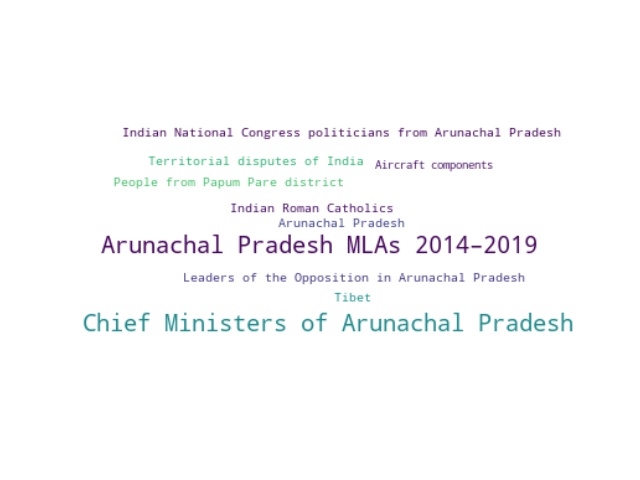 Indian National Congress politicians from Arunachal Pradesh
Territorial disputes of India
Aircraft components
People from Papum Pare district
Indian Roman Catholics
Arunachal Pradesh
Arunachal Pradesh MLAs 2014–2019
Leaders of the Opposition in Arunachal Pradesh
Tibet
Chief Ministers of Arunachal Pradesh